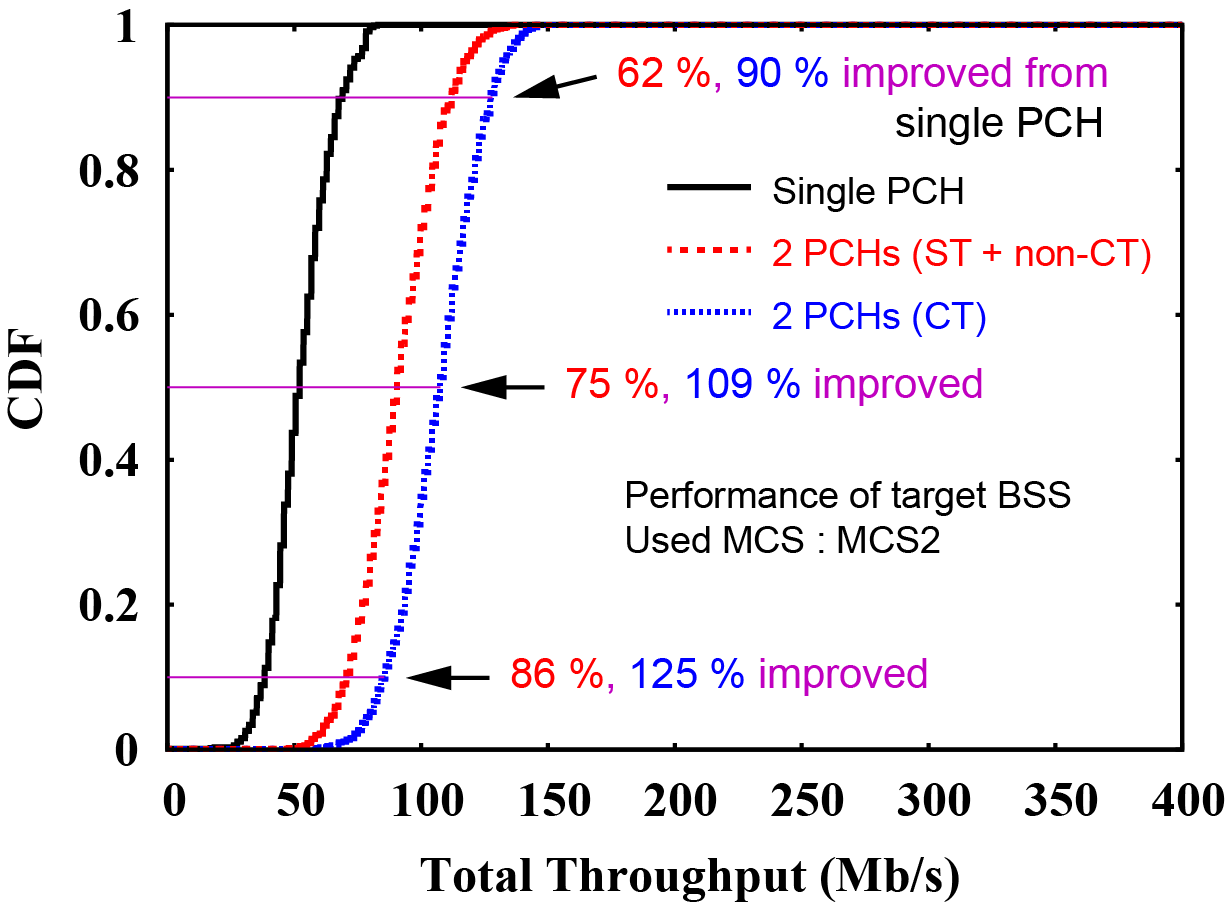 1
0.8
0.6
0.4
0.2
0
CDF
62 %, 90 % improved from
single PCH
Single PCH
2 PCHs (ST + non-CT)
2 PCHs (CT)
75 %, 109 % improved
Performance of target BSS
Used MCS : MCS2
86 %, 125 % improved
0 50 100 150 200 250 300 350 400
Total Throughput (Mb/s)